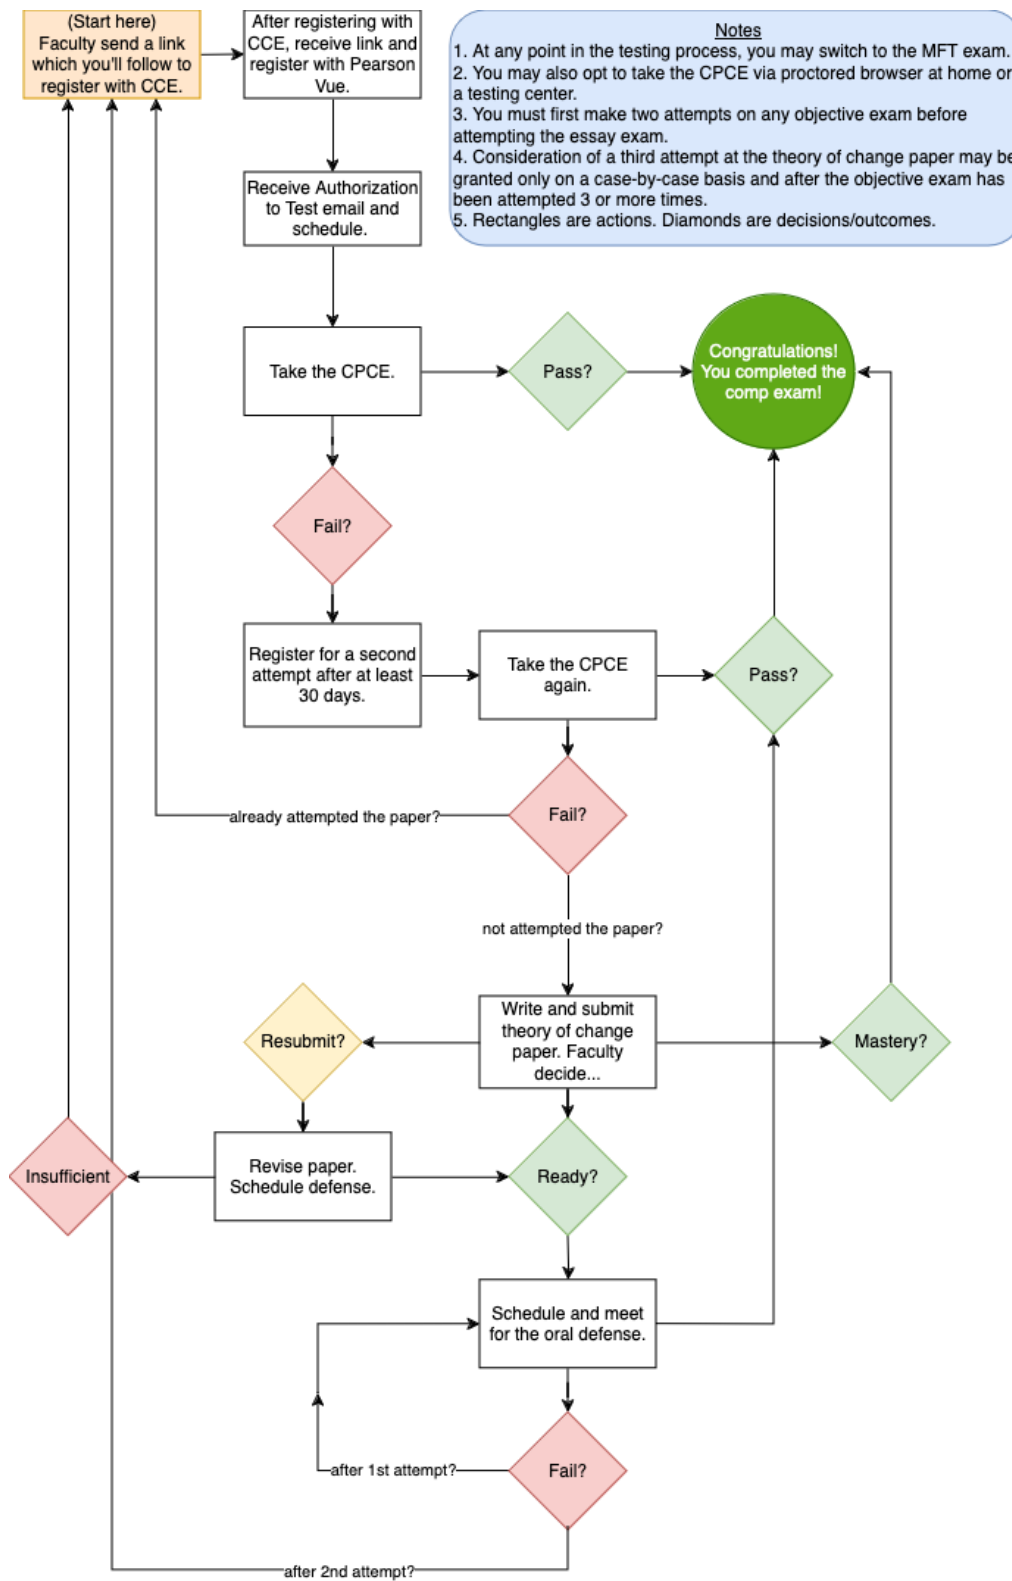 (Start here)
Faculty send a link
which you'll follow to
register with CCE.
After registering with
CCE, receive link and
register with Pearson
Vue.
Notes
1. At any point in the testing process, you may switch to the MFT exam.
2. You may also opt to take the CPCE via proctored browser at home or
a testing center.
3. You must first make two attempts on any objective exam before
attempting the essay exam.
4. Consideration of a third attempt at the theory of change paper may be
granted only on a case-by-case basis and after the objective exam has
been attempted 3 or more times.
5. Rectangles are actions. Diamonds are decisions/outcomes.
Receive Authorization
to Test email and
schedule.
Take the CPCE.
Pass?
Congratulations!
You completed the
comp exam!
Fail?
Register for a second
attempt after at least
30 days.
Take the CPCE
again.
Pass?
Fail?
already attempted the paper?
not attempted the paper?
Write and submit
theory of change
paper. Faculty
decide...
Resubmit?
Mastery?
Insufficient
Revise paper.
Schedule defense.
Ready?
Schedule and meet
for the oral defense.
Fail?
after 1st attempt?
after 2nd attempt?